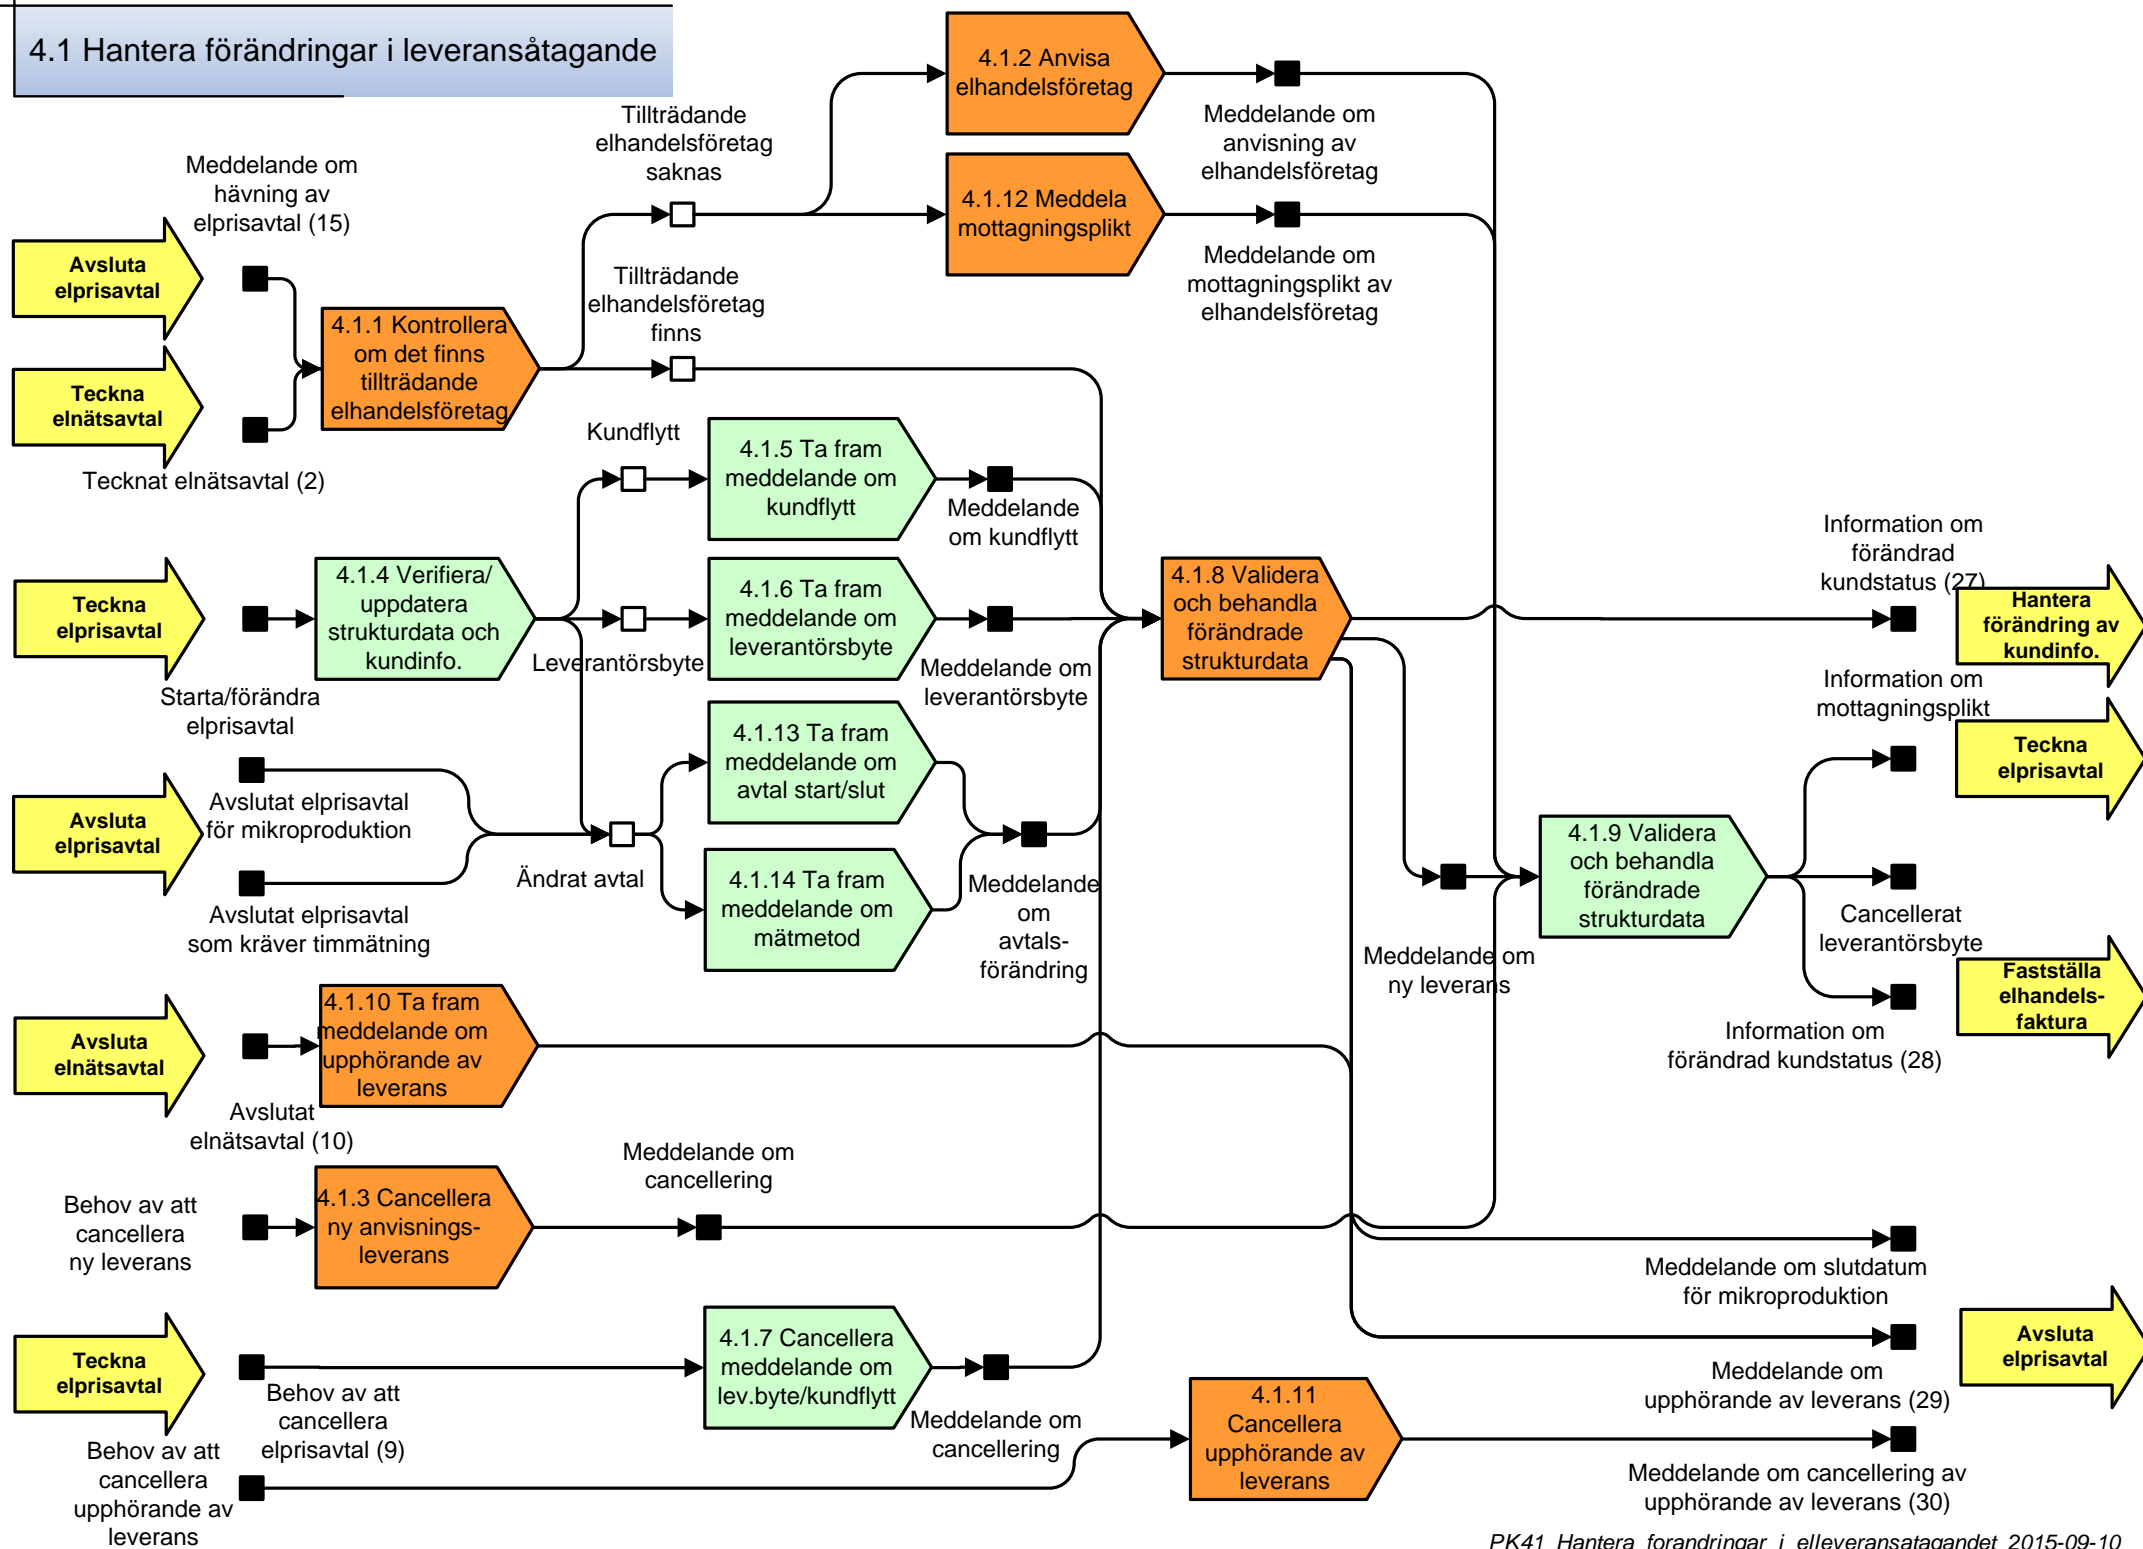 4.1 Hantera förändringar i leveransåtagande
4.1.2 Anvisa
elhandelsföretag
Meddelande om
anvisning av
elhandelsföretag
Tillträdande
elhandelsföretag
saknas
4.1.12 Meddela
mottagningsplikt
Meddelande om
mottagningsplikt av
elhandelsföretag
Meddelande om
hävning av
elprisavtal (15)
Avsluta
elprisavtal
Teckna
elnätsavtal
Tecknat elnätsavtal (2)
4.1.1 Kontrollera
om det finns
tillträdande
elhandelsföretag
Tillträdande
elhandelsföretag
finns
Kundflytt
4.1.5 Ta fram
meddelande om
kundflytt
Meddelande
om kundflytt
Teckna
elprisavtal
Starta/förändra
elprisavtal
4.1.4 Verifiera/
uppdatera
strukturdata och
kundinfo.
Leverantörsbyte
4.1.6 Ta fram
meddelande om
leverantörsbyte
Meddelande om
leverantörsbyte
4.1.8 Validera
och behandla
förändrade
strukturdata
Information om
förändrad
kundstatus (27)
Hantera
förändring av
kundinfo.
Information om
mottagningsplikt
Teckna
elprisavtal
Avsluta
elprisavtal
Avslutat elprisavtal
för mikroproduktion
Avslutat elprisavtal
som kräver timmätning
Ändrat avtal
4.1.13 Ta fram
meddelande om
avtal start/slut
4.1.14 Ta fram
meddelande om
mätmetod
Meddelande
om
avtals-
förändring
Meddelande om
ny leverans
4.1.9 Validera
och behandla
förändrade
strukturdata
Cancellerat
leverantörsbyte
Fastställa
elhandels-
faktura
Information om
förändrad kundstatus (28)
Avsluta
elnätsavtal
Avslutat
elnätsavtal (10)
4.1.10 Ta fram
meddelande om
upphörande av
leverans
Behov av att
cancellera
ny leverans
4.1.3 Cancellera
ny anvisnings-
leverans
Meddelande om
cancellering
Meddelande om slutdatum
för mikroproduktion
Teckna
elprisavtal
Behov av att
cancellera
elprisavtal (9)
4.1.7 Cancellera
meddelande om
lev.byte/kundflytt
Meddelande om
cancellering
Meddelande om
upphörande av leverans (29)
Avsluta
elprisavtal
Behov av att
cancellera
upphörande av
leverans
4.1.11
Cancellera
upphörande av
leverans
Meddelande om cancellering av
upphörande av leverans (30)
PK41 Hantera forandringar i elleveransatagandet 2015-09-10